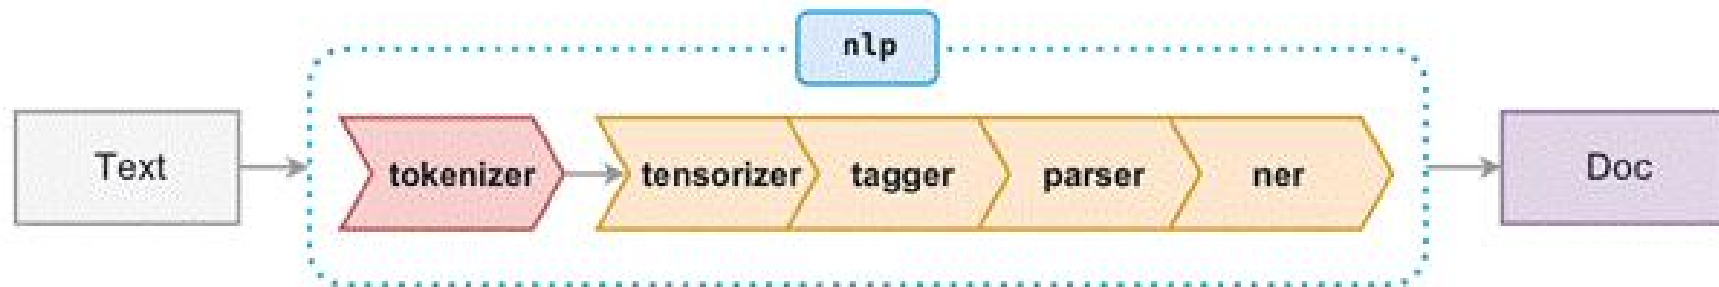 nlp
Text
tokenizer
tensorizer
tagger
parser
ner
Doc